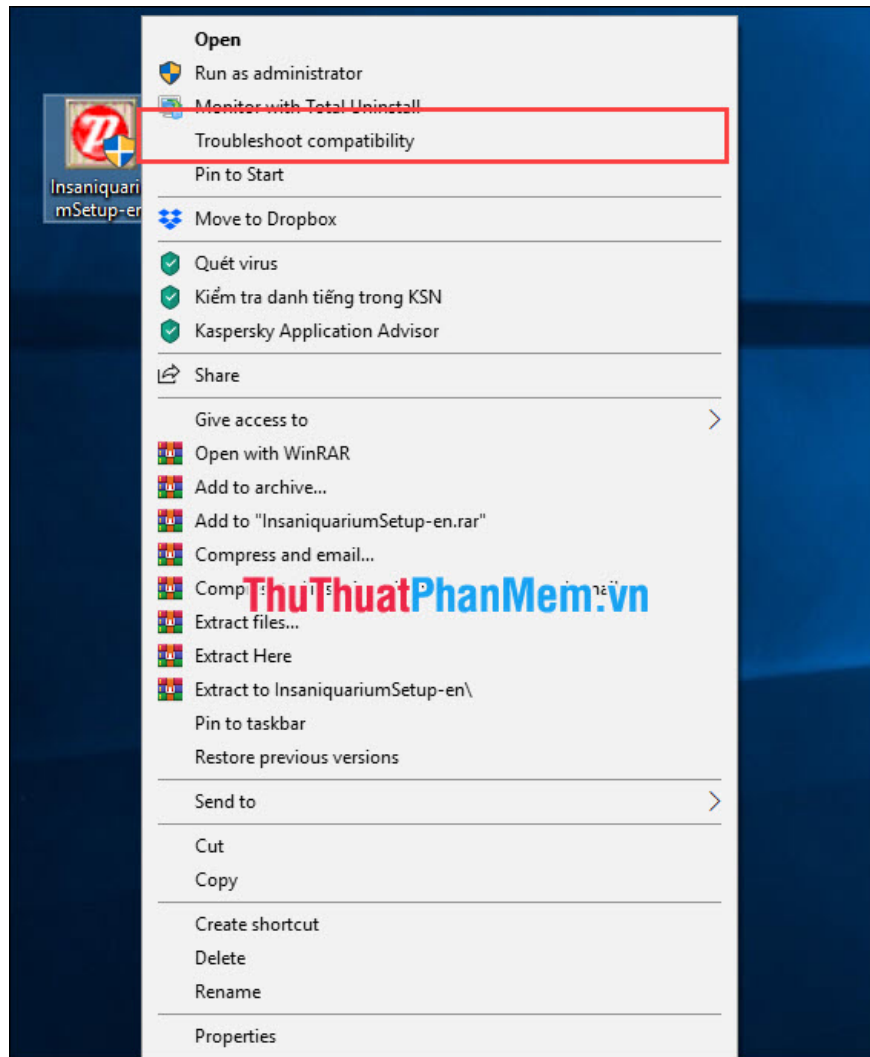 Open
Run as administrator
Monitor with Total Uninstall
Troubleshoot compatibility
Insaniquari
mSetup-en
Pin to Start
Move to Dropbox
Quét virus
Kiểm tra danh tiếng trong KSN
Kaspersky Application Advisor
Share
Give access to
Open with WinRAR
Add to archive...
Add to "InsaniquariumSetup-en.rar"
Compress and email...
ThuThuatPhanMem.vn
Extract files...
Extract Here
Extract to InsaniquariumSetup-en\
Pin to taskbar
Restore previous versions
Send to
Cut
Copy
Create shortcut
Delete
Rename
Properties